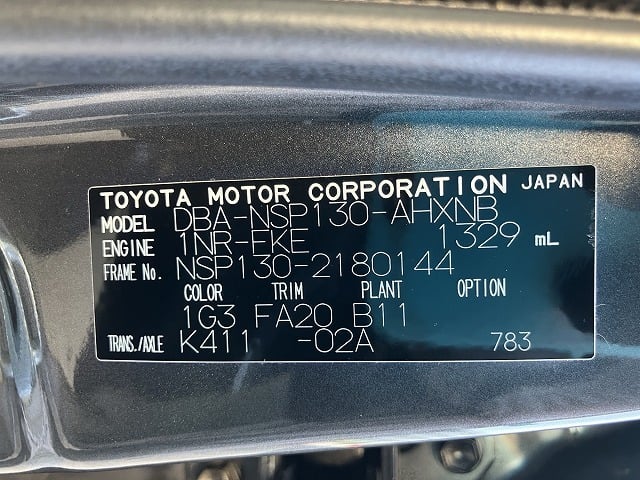 TOYOTA MOTOR CORPORATION JAPAN
MODEL DBA-NSP130-AHXNB
ENGINE 1NR-FKE 1329 mL
FRAME No. NSP130-2180144
COLOR TRIM PLANT OPTION
1G3 FA20 B11
TRANS./AXLE K411 -02A 783